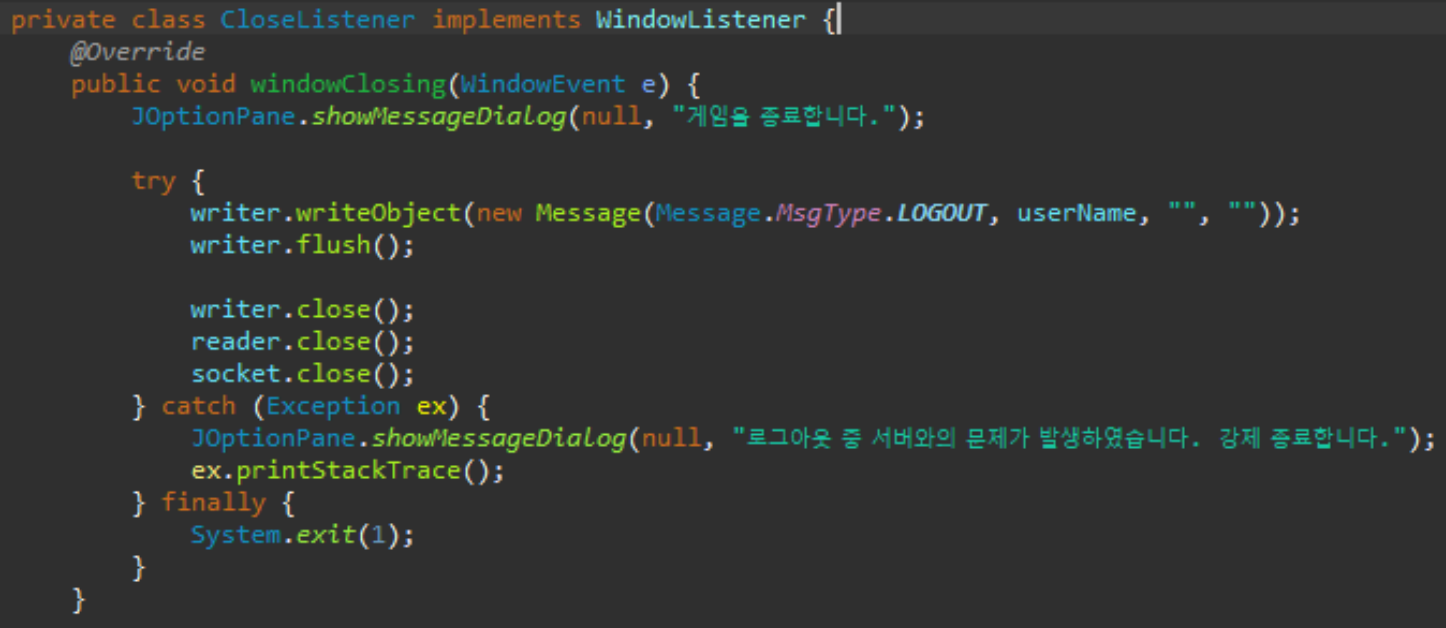 private class CloseListener implements WindowListener {
@Override
public void windowClosing(WindowEvent e) {
JOptionPane.showMessageDialog(null, "게임을 종료합니다.");
try {
writer.writeObject(new Message(Message.MsgType.LOGOUT, userName, "", ""));
writer.flush();
writer.close();
reader.close();
socket.close();
} catch (Exception ex) {
JOptionPane.showMessageDialog(null, "로그아웃 중 서버와의 문제가 발생하였습니다. 강제 종료합니다.");
ex.printStackTrace();
} finally {
System.exit(1);
}
}